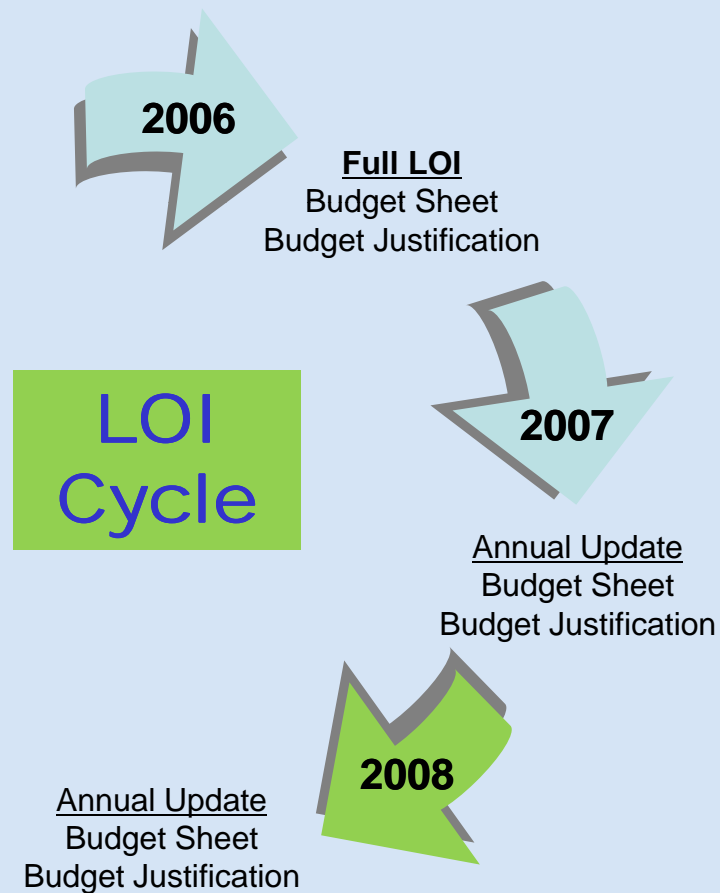 2006
Full LOI
Budget Sheet
Budget Justification
LOI
Cycle
2007
Annual Update
Budget Sheet
Budget Justification
2008
Annual Update
Budget Sheet
Budget Justification